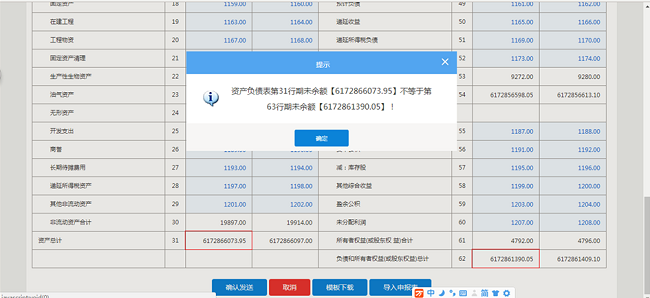 固定资产 18 1159.00 1160.00 预计负债 49 1161.00 1162.00
在建工程 19 1163.00 1164.00 递延收益 50 1165.00 1166.00
工程物资 20 1167.00 1168.00 递延所得税负债 51 1169.00 1170.00
固定资产清理 21 52 1173.00 1174.00
生产性生物资产 22 53 9272.00 9280.00
油气资产 23 54 6172856598.05 6172856613.10
无形资产 24
开发支出 25 55 1187.00 1188.00
商誉 26 56 1191.00 1192.00
长期待摊费用 27 1193.00 1194.00 减：库存股 57 1195.00 1196.00
递延所得税资产 28 1197.00 1198.00 其他综合收益 58 1199.00 1200.00
其他非流动资产 29 1201.00 1202.00 盈余公积 59 1203.00 1204.00
非流动资产合计 30 19897.00 19914.00 未分配利润 60 1207.00 1208.00
资产总计 31 6172866073.95 6172866097.00 所有者权益(或股东权 益)合计 61 4792.00 4796.00
负债和所有者权益(或股东权益)总计 62 6172861390.05 6172861409.10
提示
资产负债表第31行期末余额【6172866073.95】不等于第
63行期末余额【6172861390.05】！
确定
确认发送 取消 模板下载 导入申报表
中 简